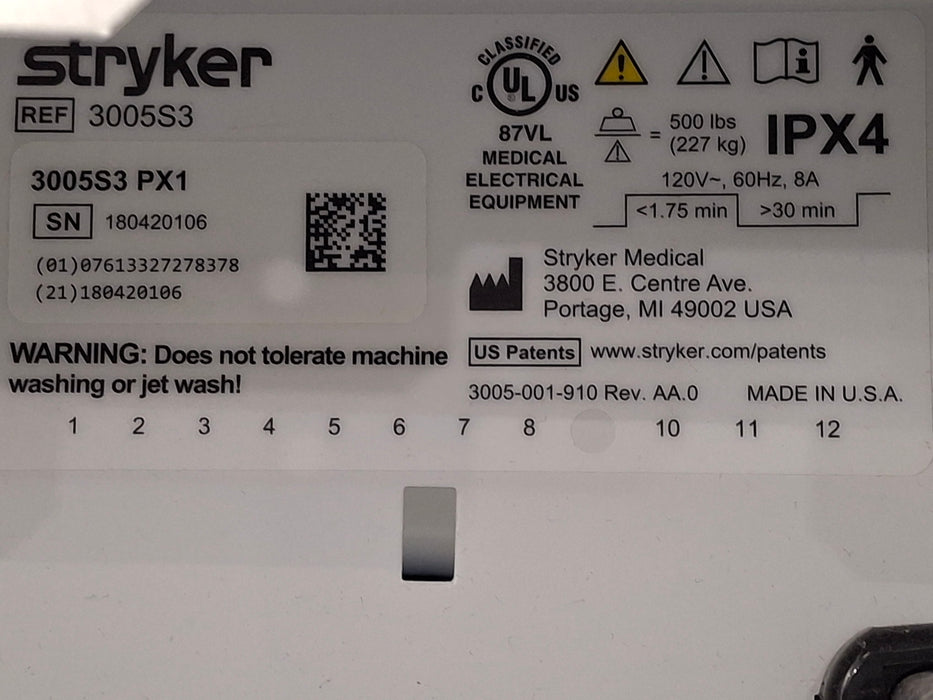 stryker
REF 3005S3
3005S3 PX1
SN 180420106
(01)07613327278378
(21)180420106
WARNING: Does not tolerate machine
washing or jet wash!
CLASSIFIED
C UL US
87VL
MEDICAL
ELECTRICAL
EQUIPMENT
= 500 lbs
(227 kg)
IPX4
120V~, 60Hz, 8A
<1.75 min >30 min
Stryker Medical
3800 E. Centre Ave.
Portage, MI 49002 USA
US Patents www.stryker.com/patents
3005-001-910 Rev. AA.0 MADE IN U.S.A.
1 2 3 4 5 6 7 8 10 11 12